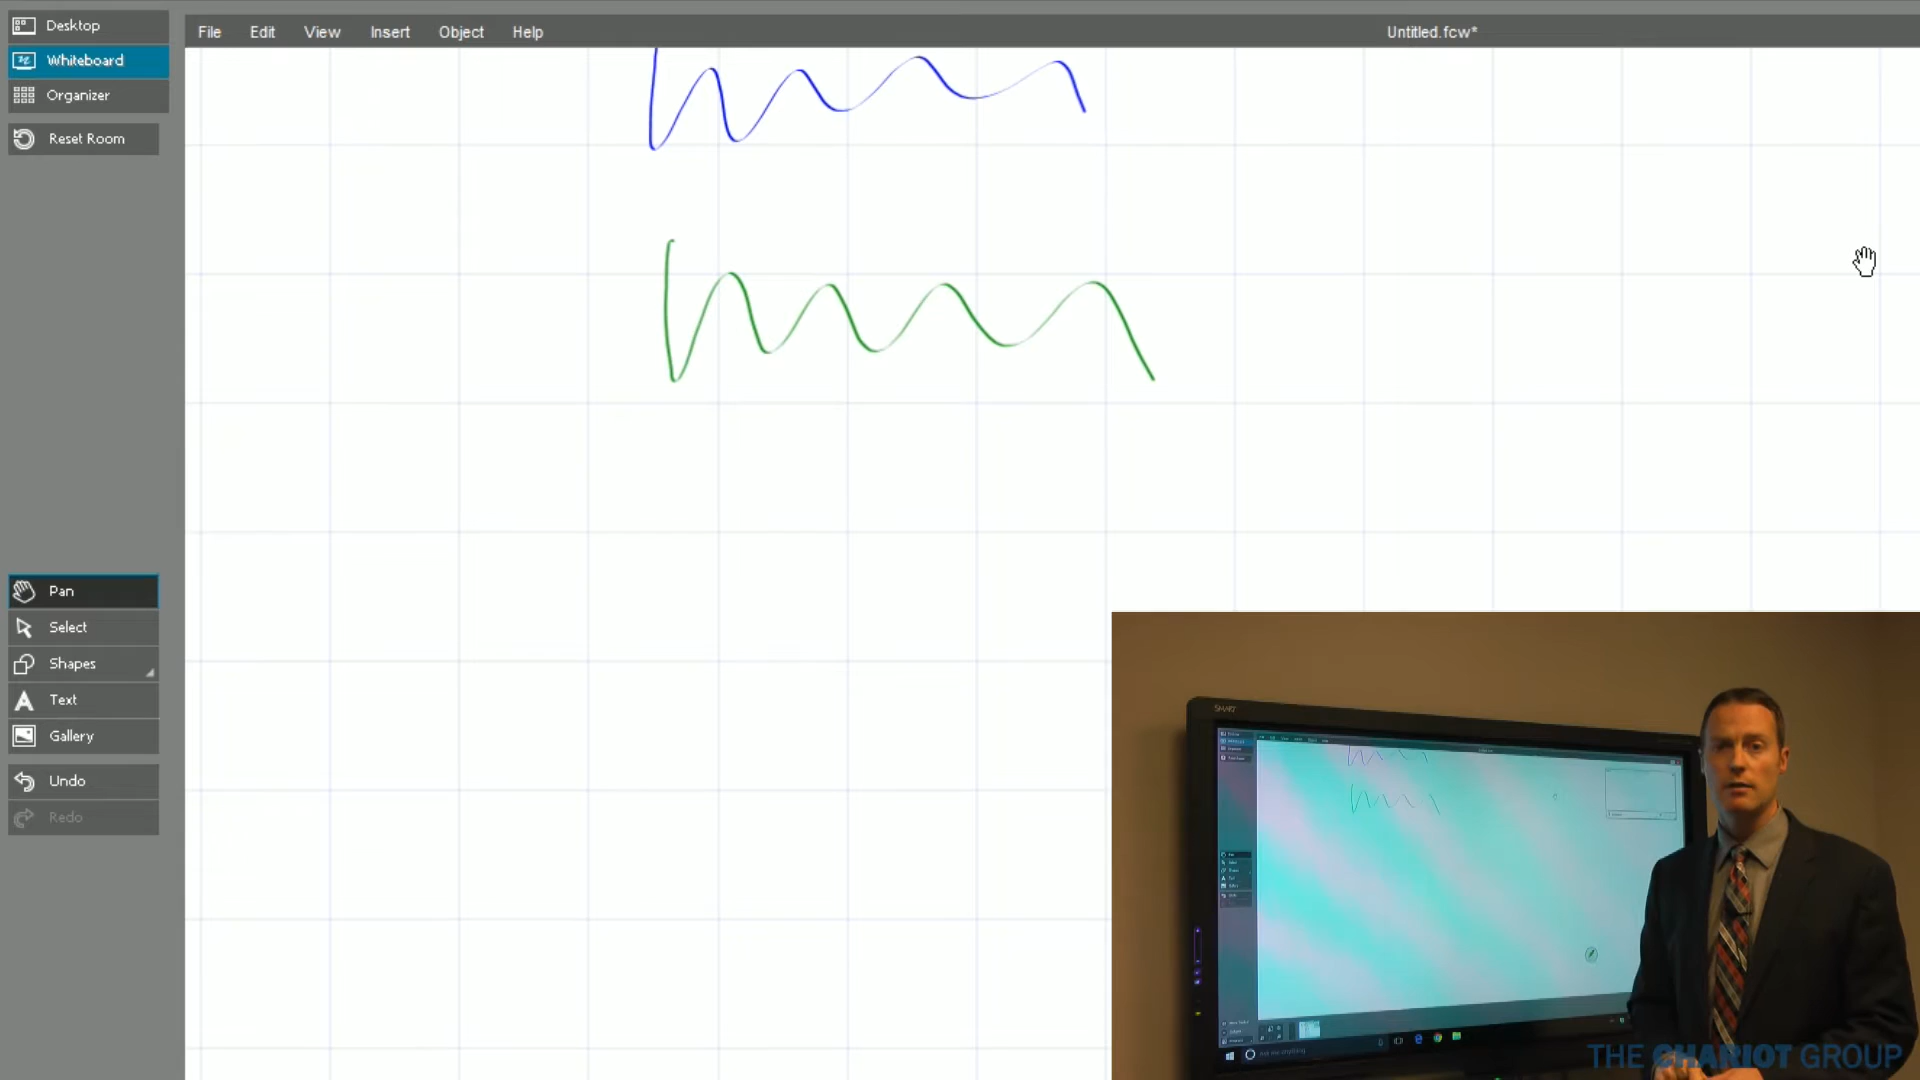 Desktop
Whiteboard
Organizer
Reset Room
File Edit View Insert Object Help
Untitled.fcw*
Pan
Select
Shapes
Text
Gallery
Undo
Redo
SMART
THE CHARIOT GROUP